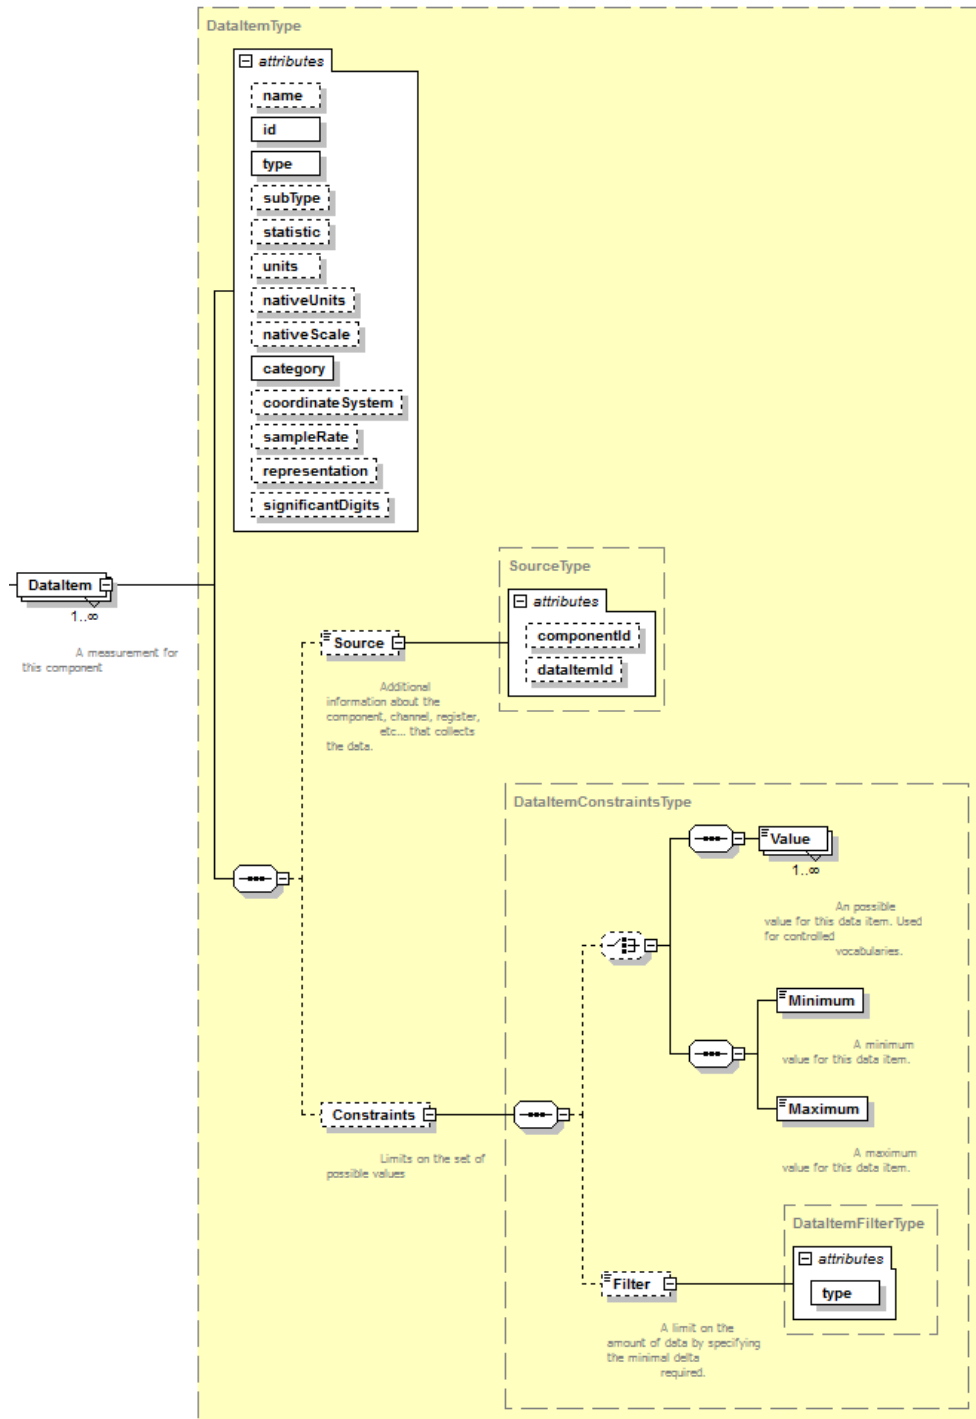 DataItemType
attributes
name
id
type
subType
statistic
units
nativeUnits
nativeScale
category
coordinateSystem
sampleRate
representation
significantDigits
DataItem
1..∞
A measurement for
this component
SourceType
attributes
componentId
dataItemId
Source
Additional
information about the
component, channel, register,
etc... that collects
the data.
DataItemConstraintsType
Value
1..∞
An possible
value for this data item. Used
for controlled
vocabularies.
Minimum
A minimum
value for this data item.
Maximum
A maximum
value for this data item.
Constraints
Limits on the set of
possible values
DataItemFilterType
attributes
type
Filter
A limit on the
amount of data by specifying
the minimal delta
required.